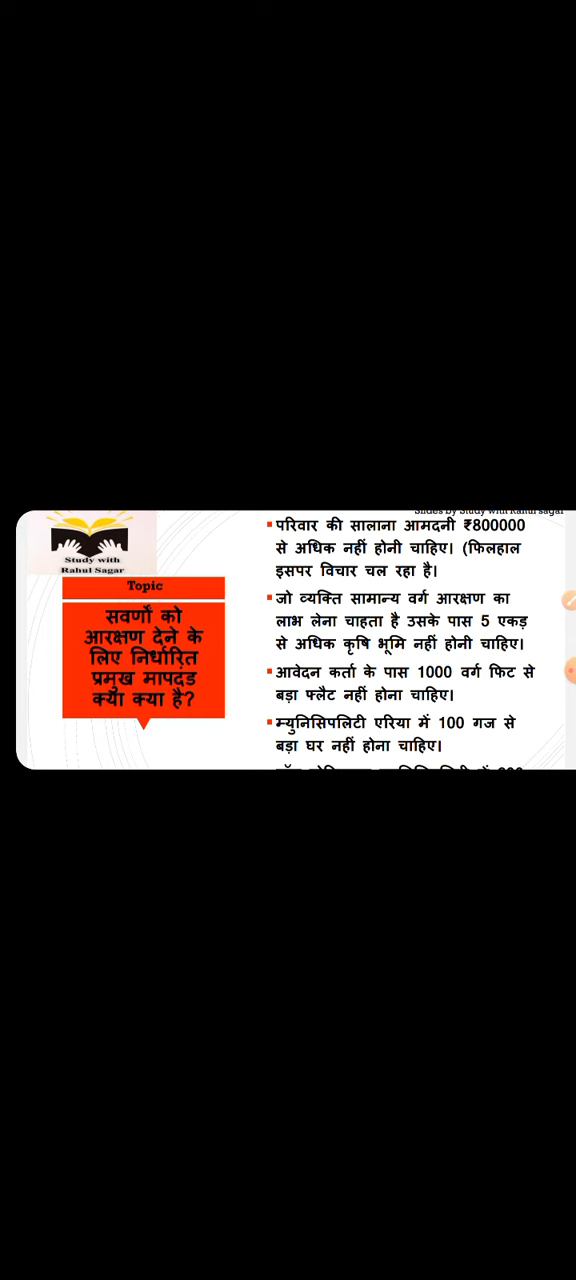 Slides by Study with Rahul sagar
Study with
Rahul Sagar
Topic
सवर्णों को
आरक्षण देने के
लिए निर्धारित
प्रमुख मापदंड
क्या क्या है?
परिवार की सालाना आमदनी ₹800000
से अधिक नहीं होनी चाहिए। (फिलहाल
इसपर विचार चल रहा है।
जो व्यक्ति सामान्य वर्ग आरक्षण का
लाभ लेना चाहता है उसके पास 5 एकड़
से अधिक कृषि भूमि नहीं होनी चाहिए।
आवेदन कर्ता के पास 1000 वर्ग फिट से
बड़ा फ्लैट नहीं होना चाहिए।
म्युनिसिपलिटी एरिया में 100 गज से
बड़ा घर नहीं होना चाहिए।